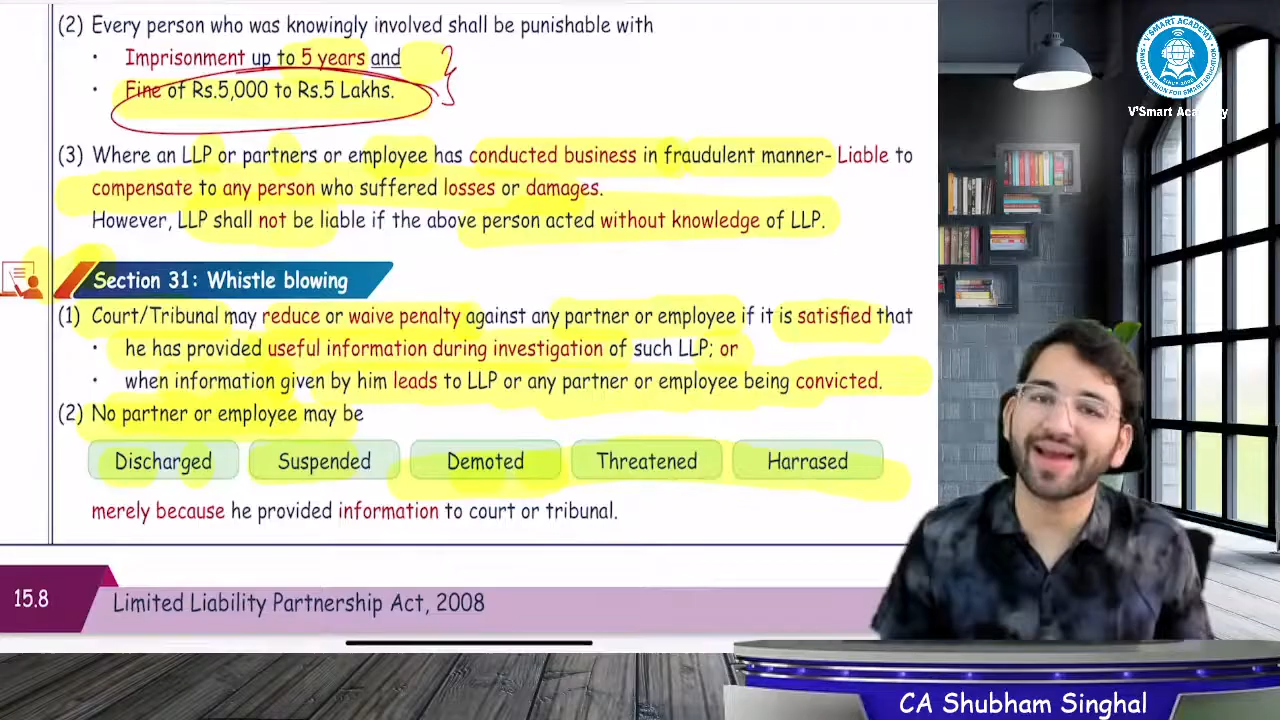 (2) Every person who was knowingly involved shall be punishable with
• Imprisonment up to 5 years and
• Fine of Rs.5,000 to Rs.5 Lakhs.
(3) Where an LLP or partners or employee has conducted business in fraudulent manner- Liable to
compensate to any person who suffered losses or damages.
However, LLP shall not be liable if the above person acted without knowledge of LLP.
Section 31: Whistle blowing
(1) Court/Tribunal may reduce or waive penalty against any partner or employee if it is satisfied that
• he has provided useful information during investigation of such LLP; or
• when information given by him leads to LLP or any partner or employee being convicted.
(2) No partner or employee may be
Discharged Suspended Demoted Threatened Harrased
merely because he provided information to court or tribunal.
15.8 Limited Liability Partnership Act, 2008
V'SMART ACADEMY
SMART DECISION FOR SMART EDUCATION
V'Smart Academy
CA Shubham Singhal